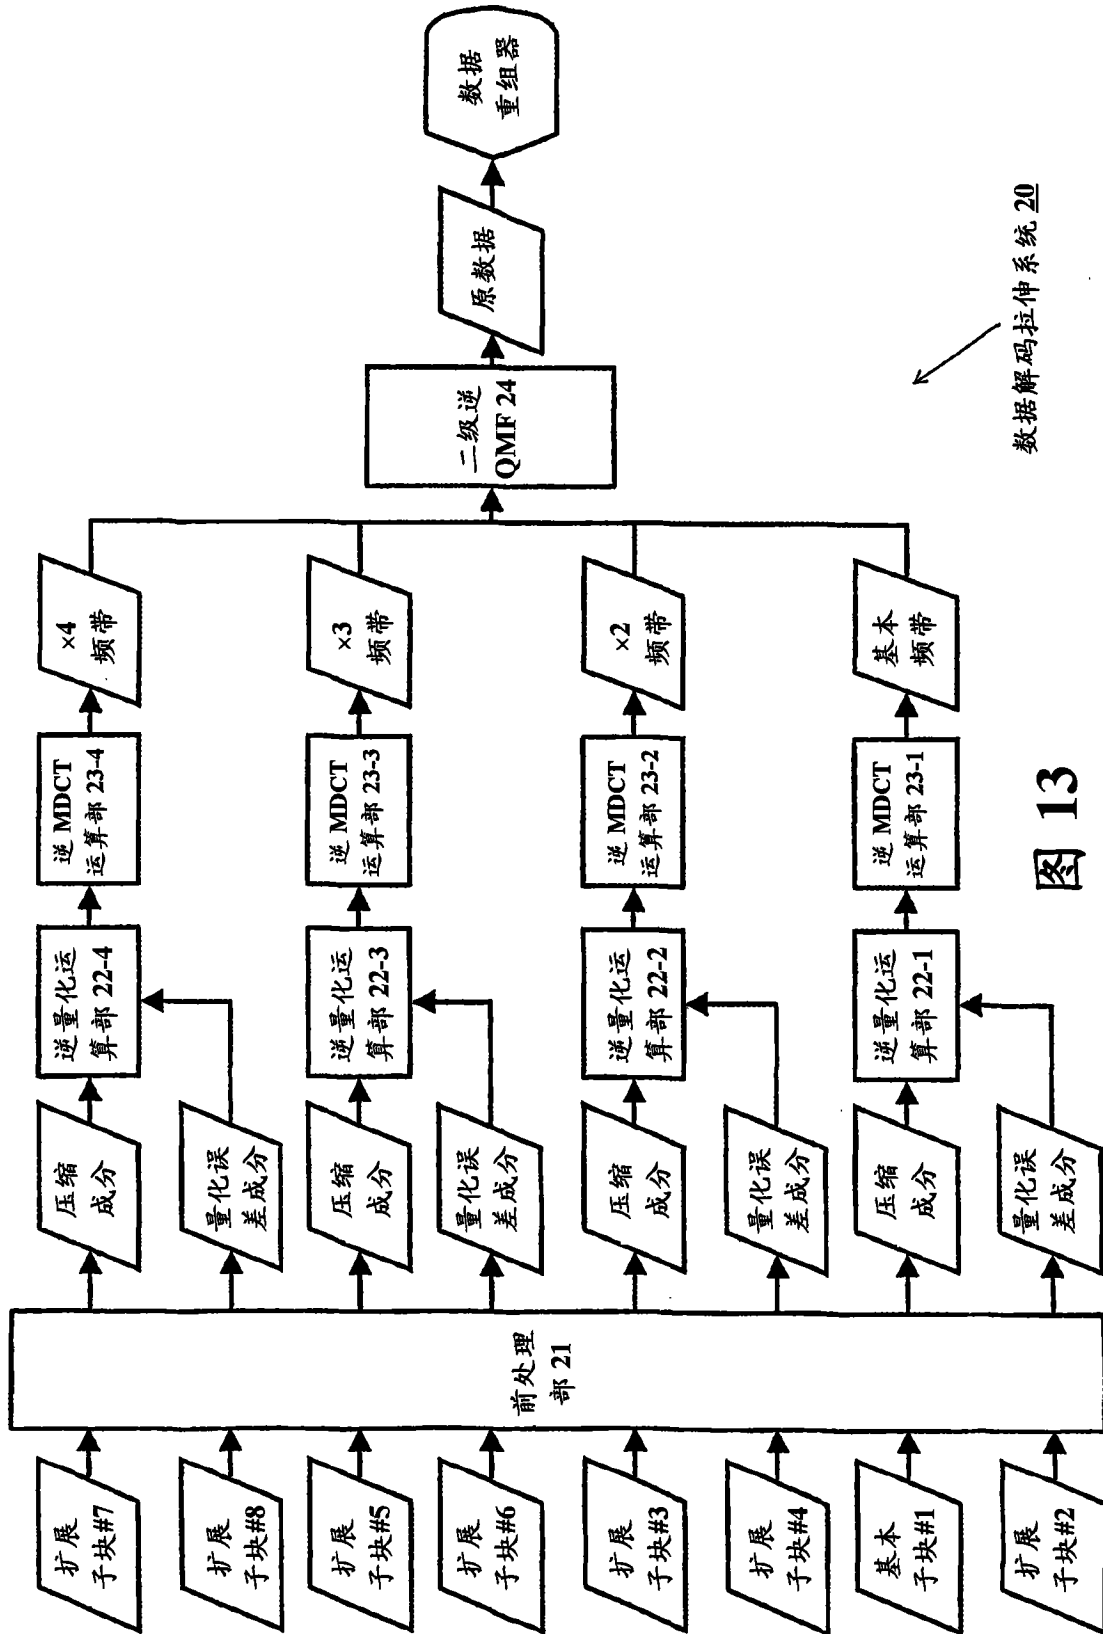 扩展
子块#7
扩展
子块#8
扩展
子块#5
扩展
子块#6
扩展
子块#3
扩展
子块#4
基本
子块#1
扩展
子块#2
前处理
部 21
压缩
成分
量化误
差成分
压缩
成分
量化误
差成分
压缩
成分
量化误
差成分
压缩
成分
量化误
差成分
逆量化运
算部 22-4
逆量化运
算部 22-3
逆量化运
算部 22-2
逆量化运
算部 22-1
逆 MDCT
运算部 23-4
逆 MDCT
运算部 23-3
逆 MDCT
运算部 23-2
逆 MDCT
运算部 23-1
×4
频带
×3
频带
×2
频带
基本
频带
二级逆
QMF 24
原数据
数据
重组器
数据解码拉伸系统 20
图 13